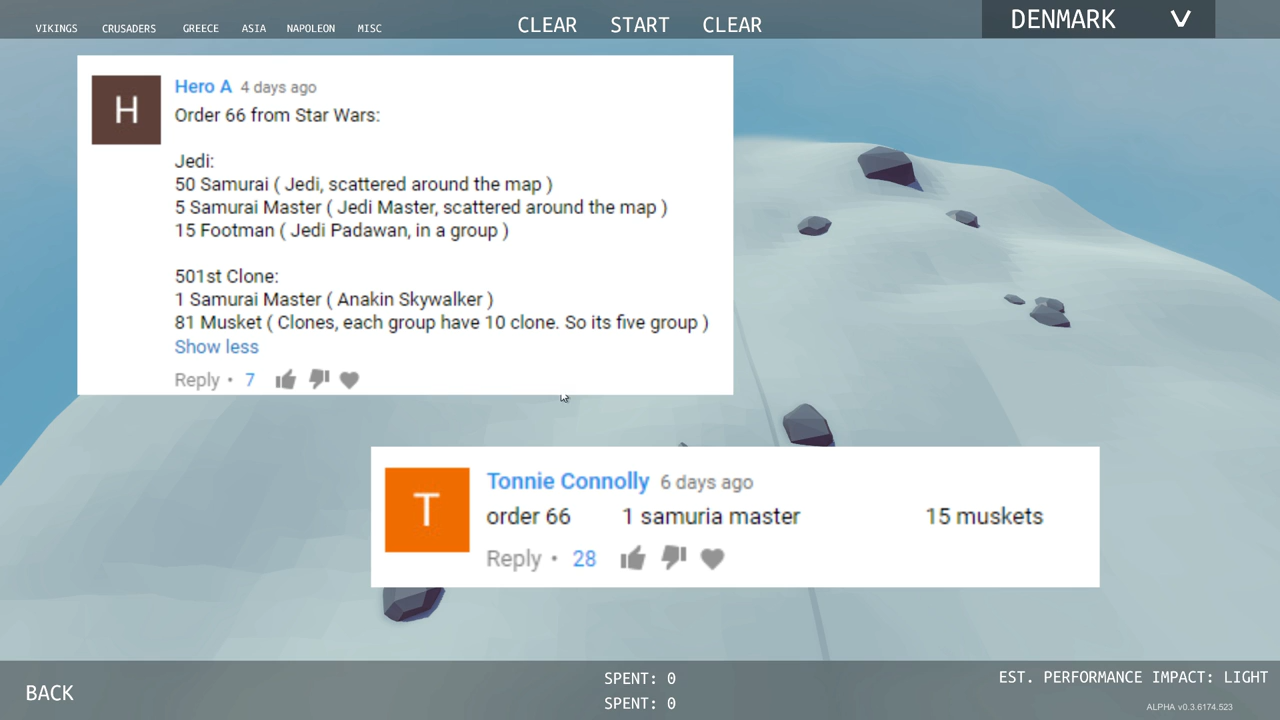 VIKINGS CRUSADERS GREECE ASIA NAPOLEON MISC CLEAR START CLEAR DENMARK V
H
Hero A 4 days ago
Order 66 from Star Wars:
Jedi:
50 Samurai ( Jedi, scattered around the map )
5 Samurai Master ( Jedi Master, scattered around the map )
15 Footman ( Jedi Padawan, in a group )
501st Clone:
1 Samurai Master ( Anakin Skywalker )
81 Musket ( Clones, each group have 10 clone. So its five group )
Show less
Reply • 7
T
Tonnie Connolly 6 days ago
order 66 1 samuria master 15 muskets
Reply • 28
BACK
SPENT: 0
SPENT: 0
EST. PERFORMANCE IMPACT: LIGHT
ALPHA v0.3.6174.523